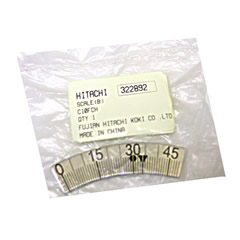 HITACHI 322892
SCALE(B)
C10FCH
QTY 1
FUJIAN HITACHI KOKI CO.,LTD
MADE IN CHINA
0 15 30 45